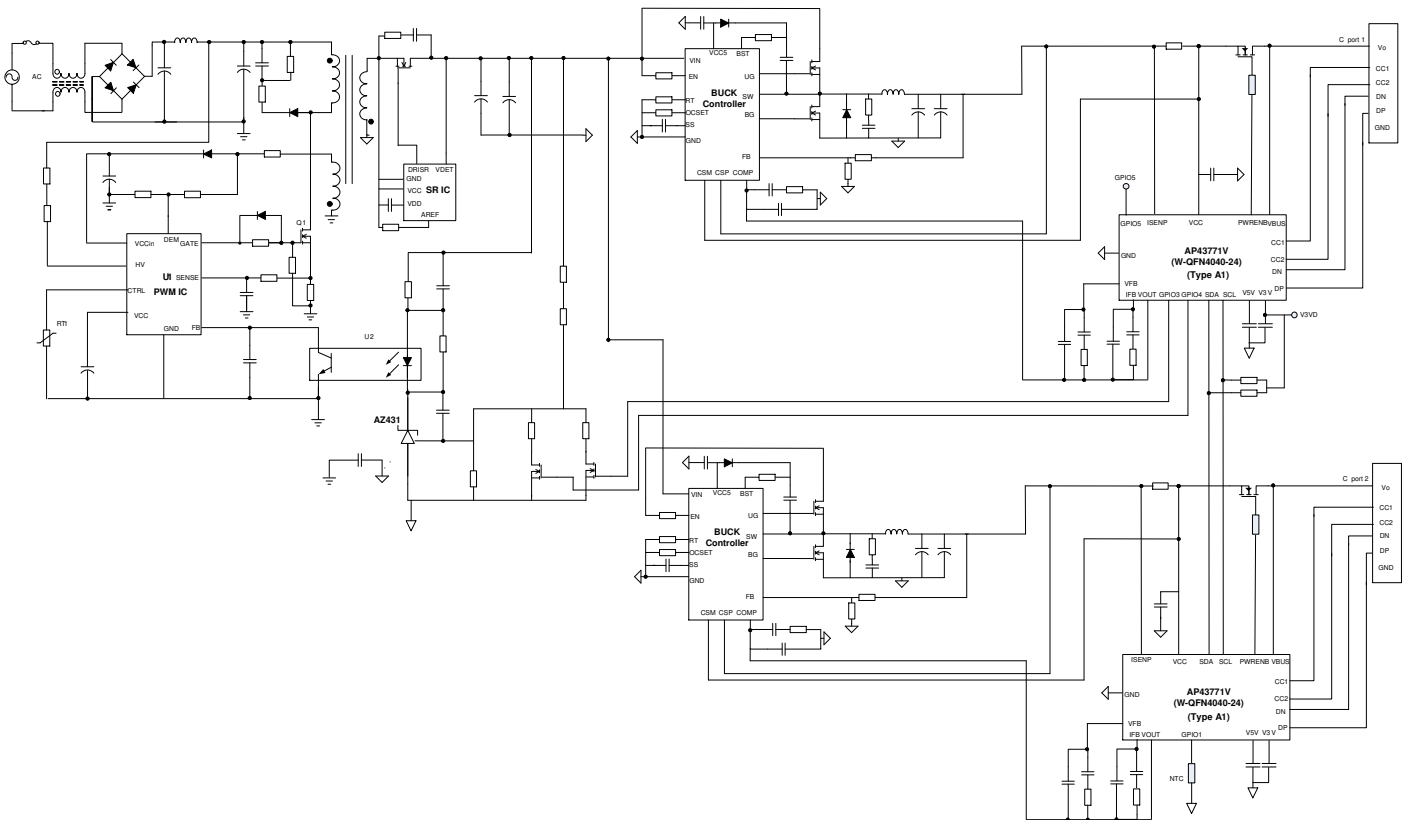 AC
VCCin
DEM
GATE
HV
U1
SENSE
PWM IC
CTRL
VCC
GND
FB
RT1
Q1
U2
DRISR
VDET
GND
VCC
SR IC
VDD
AREF
AZ431
VCC5
BST
VIN
EN
UG
BUCK
SW
Controller
RT
OCSET
BG
SS
GND
FB
CSM
CSP
COMP
C port 1
Vo
CC1
CC2
DN
DP
GND
GPIO5
GPIO5
ISENP
VCC
PWRENB
VBUS
AP43771V
CC1
(W-QFN4040-24)
CC2
GND
(Type A1)
DN
VFB
DP
IFB
VOUT
GPIO3
GPIO4
SDA
SCL
V5V
V3 V
V3VD
VCC5
BST
VIN
EN
UG
BUCK
SW
Controller
RT
OCSET
BG
SS
GND
FB
CSM
CSP
COMP
C port 2
Vo
CC1
CC2
DN
DP
GND
ISENP
VCC
SDA
SCL
PWRENB
VBUS
CC1
AP43771V
GND
(W-QFN4040-24)
CC2
(Type A1)
DN
VFB
DP
IFB
VOUT
GPIO1
V5V
V3 V
NTC